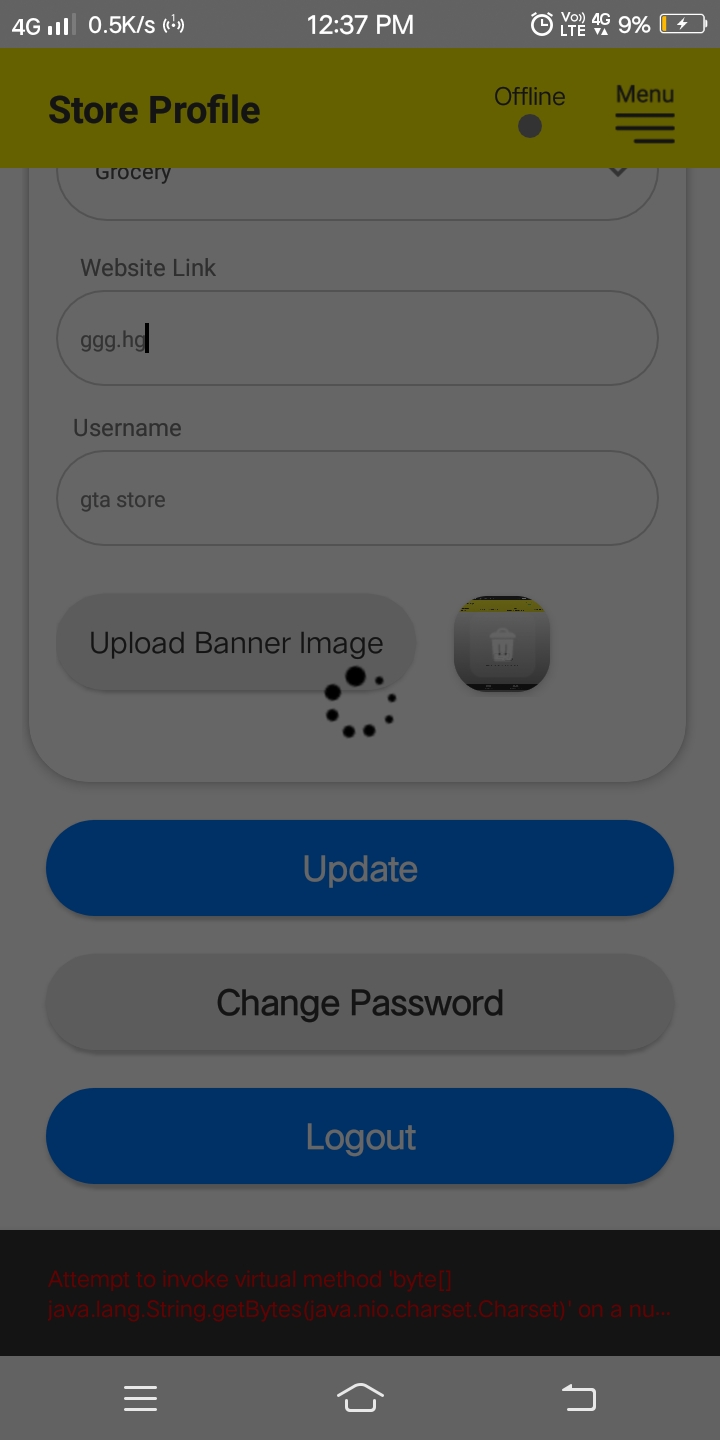 4G 0.5K/s 12:37 PM Vo)) LTE 4G 9%
Store Profile Offline Menu
Grocery
Website Link
ggg.hg
Username
gta store
Upload Banner Image
Update
Change Password
Logout
Attempt to invoke virtual method 'byte[]
java.lang.String.getBytes(java.nio.charset.Charset)' on a nu...